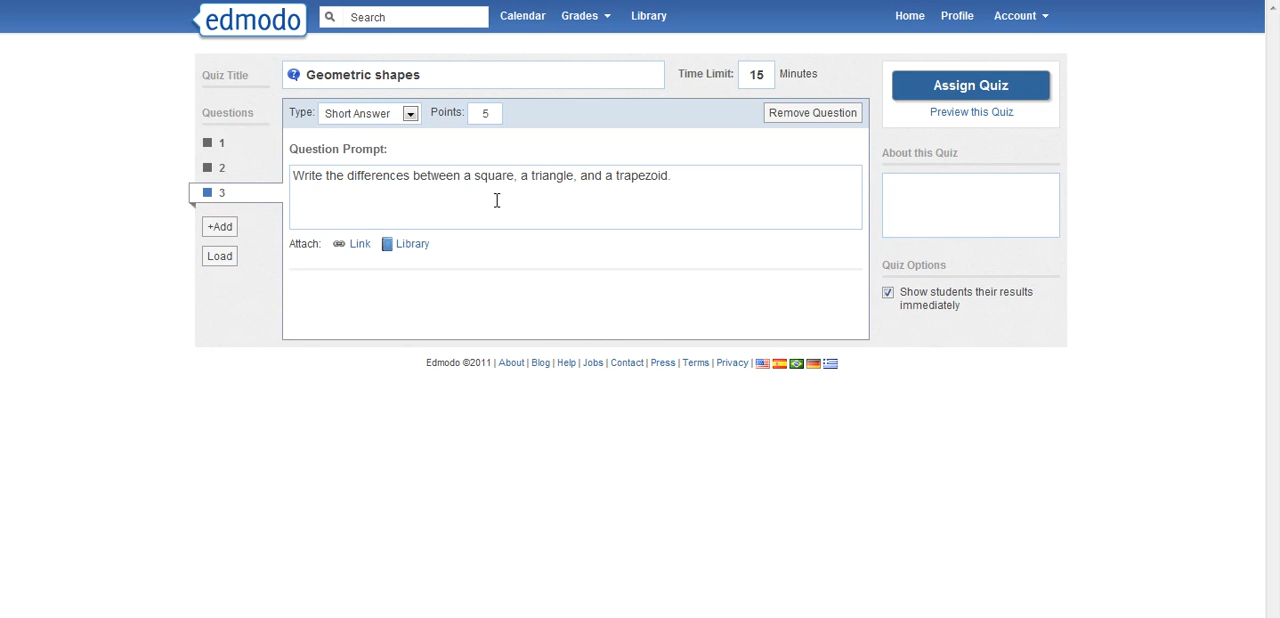 edmodo Search Calendar Grades Library Home Profile Account
Quiz Title Geometric shapes Time Limit: 15 Minutes
Assign Quiz
Preview this Quiz
Questions
Type: Short Answer Points: 5 Remove Question
1
2
3
+Add
Load
Question Prompt:
Write the differences between a square, a triangle, and a trapezoid.
Attach: Link Library
About this Quiz
Quiz Options
Show students their results
immediately
Edmodo ©2011 | About | Blog | Help | Jobs | Contact | Press | Terms | Privacy |